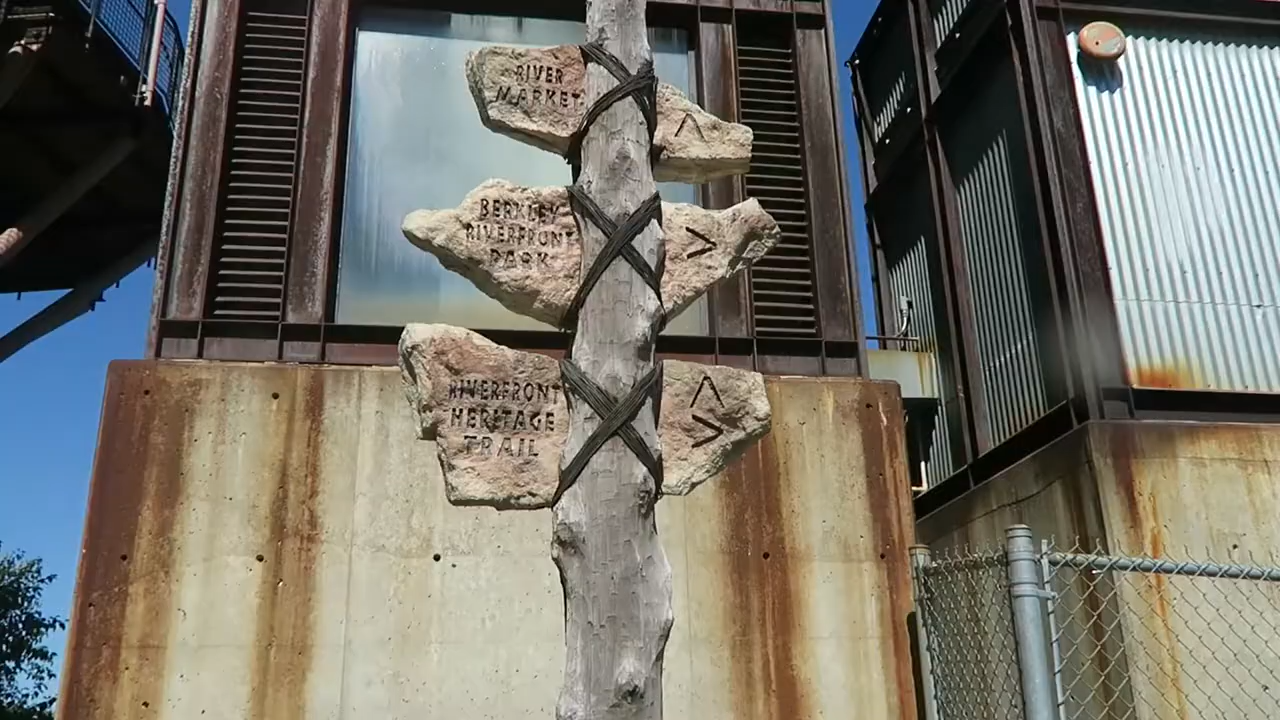 RIVER
MARKET
^
BERKLEY
RIVERFRONT
PARK
>
RIVERFRONT
HERITAGE
TRAIL
^
>